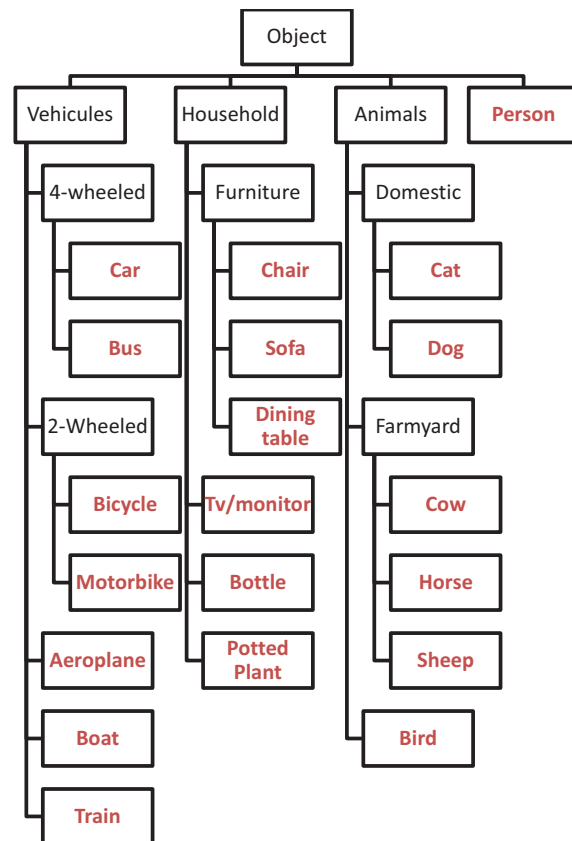 Object
Vehicules
Household
Animals
Person
4-wheeled
Furniture
Domestic
Car
Chair
Cat
Bus
Sofa
Dog
2-Wheeled
Dining
table
Farmyard
Bicycle
Tv/monitor
Cow
Motorbike
Bottle
Horse
Aeroplane
Potted
Plant
Sheep
Boat
Bird
Train